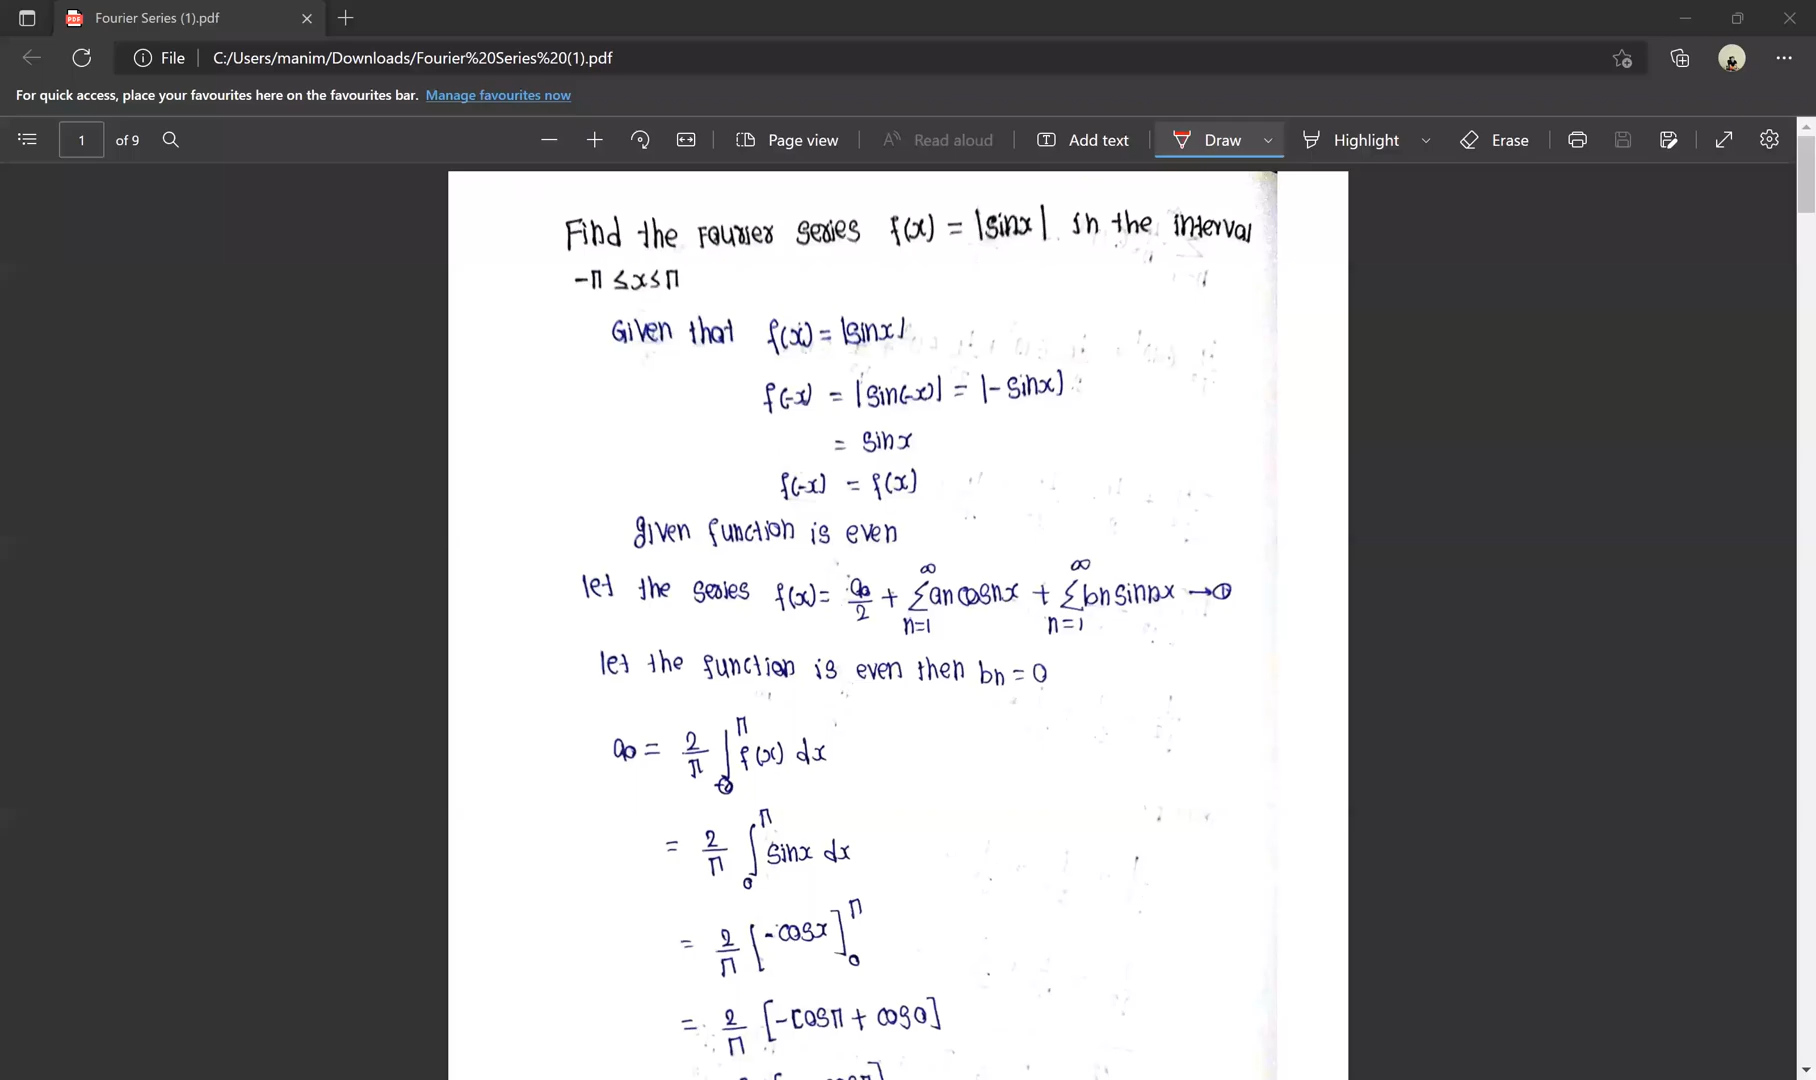 Fourier Series (1).pdf
File C:/Users/manim/Downloads/Fourier%20Series%20(1).pdf
For quick access, place your favourites here on the favourites bar. Manage favourites now
1 of 9 Page view Read aloud Add text Draw Highlight Erase
Find the Fourier series f(x) = |sinx| in the interval
-π ≤ x ≤ π
Given that f(x) = |sinx|
f(-x) = |sin(-x)| = |-sinx|
= sinx
f(-x) = f(x)
given function is even
let the series f(x) = a0/2 + ∞ Σ n=1 an cosnx + ∞ Σ n=1 bn sinnx → ①
let the function is even then bn = 0
a0 = 2/π ∫0^π f(x) dx
= 2/π ∫0^π sinx dx
= 2/π [-cosx]0^π
= 2/π [-cosπ + cos0]